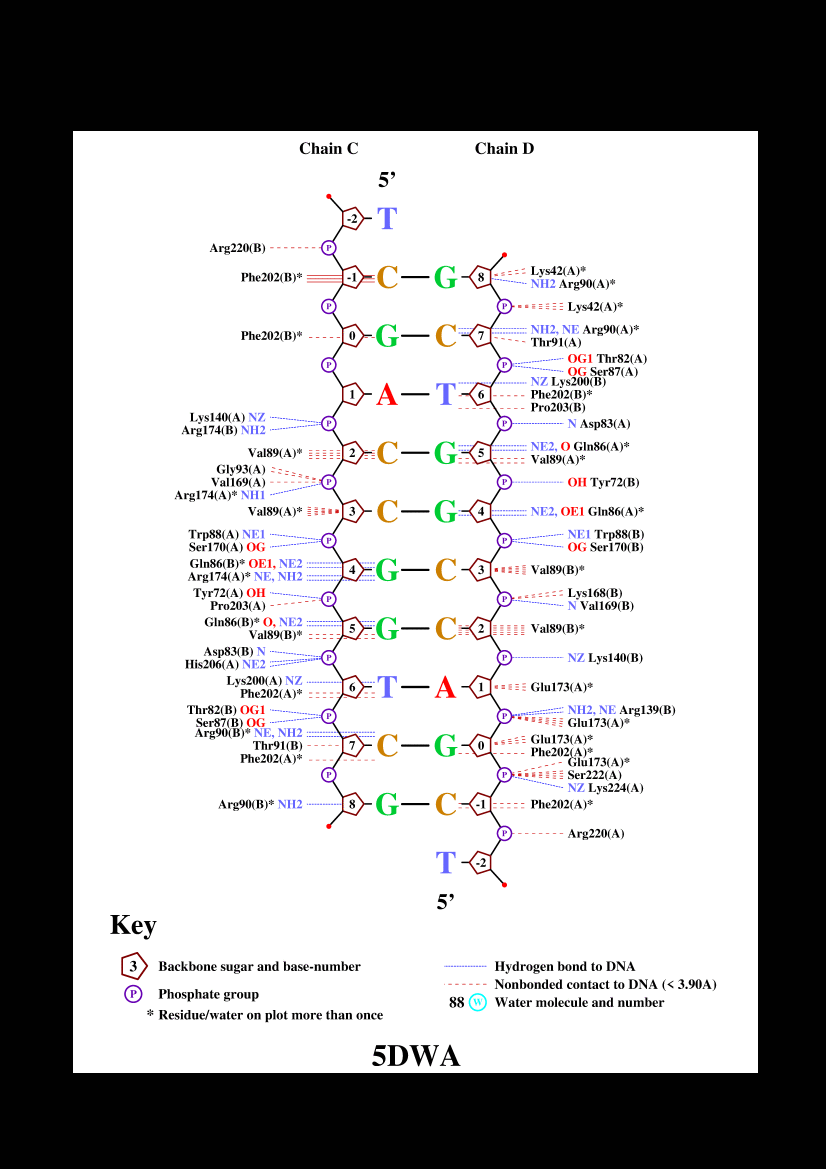 Chain C Chain D
5’
-2 T
Arg220(B) P
Phe202(B)* -1 C G 8 Lys42(A)*
NH2 Arg90(A)*
P P Lys42(A)*
Phe202(B)* 0 G C 7 NH2, NE Arg90(A)*
Thr91(A)
P P OG1 Thr82(A)
OG Ser87(A)
1 A T 6 NZ Lys200(B)
Phe202(B)*
Pro203(B)
Lys140(A) NZ P P N Asp83(A)
Arg174(B) NH2
Val89(A)* 2 C G 5 NE2, O Gln86(A)*
Val89(A)*
Gly93(A)
Val169(A) P P OH Tyr72(B)
Arg174(A)* NH1
Val89(A)* 3 C G 4 NE2, OE1 Gln86(A)*
Trp88(A) NE1 P P NE1 Trp88(B)
Ser170(A) OG OG Ser170(B)
Gln86(B)* OE1, NE2 4 G C 3 Val89(B)*
Arg174(A)* NE, NH2
Tyr72(A) OH P P Lys168(B)
Pro203(A) N Val169(B)
Gln86(B)* O, NE2 5 G C 2 Val89(B)*
Val89(B)*
Asp83(B) N P P NZ Lys140(B)
His206(A) NE2
Lys200(A) NZ 6 T A 1 Glu173(A)*
Phe202(A)*
Thr82(B) OG1 P P NH2, NE Arg139(B)
Ser87(B) OG Glu173(A)*
Arg90(B)* NE, NH2
Thr91(B) 7 C G 0 Glu173(A)*
Phe202(A)* Phe202(A)*
Glu173(A)*
P P Ser222(A)
NZ Lys224(A)
Arg90(B)* NH2 8 G C -1 Phe202(A)*
P Arg220(A)
T -2
5’
Key
3 Backbone sugar and base-number
P Phosphate group
* Residue/water on plot more than once
Hydrogen bond to DNA
Nonbonded contact to DNA (< 3.90A)
88 W Water molecule and number
5DWA